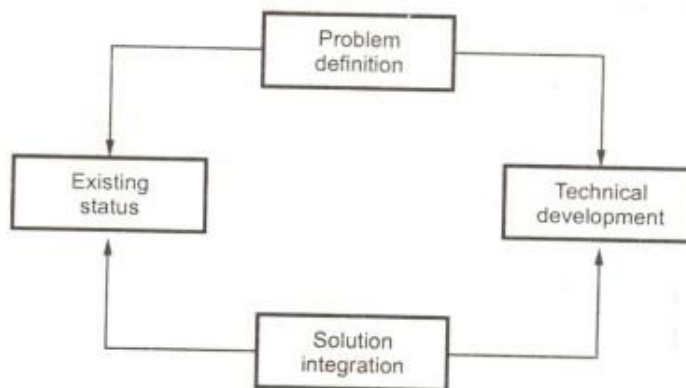 Problem
definition
Existing
status
Technical
development
Solution
integration